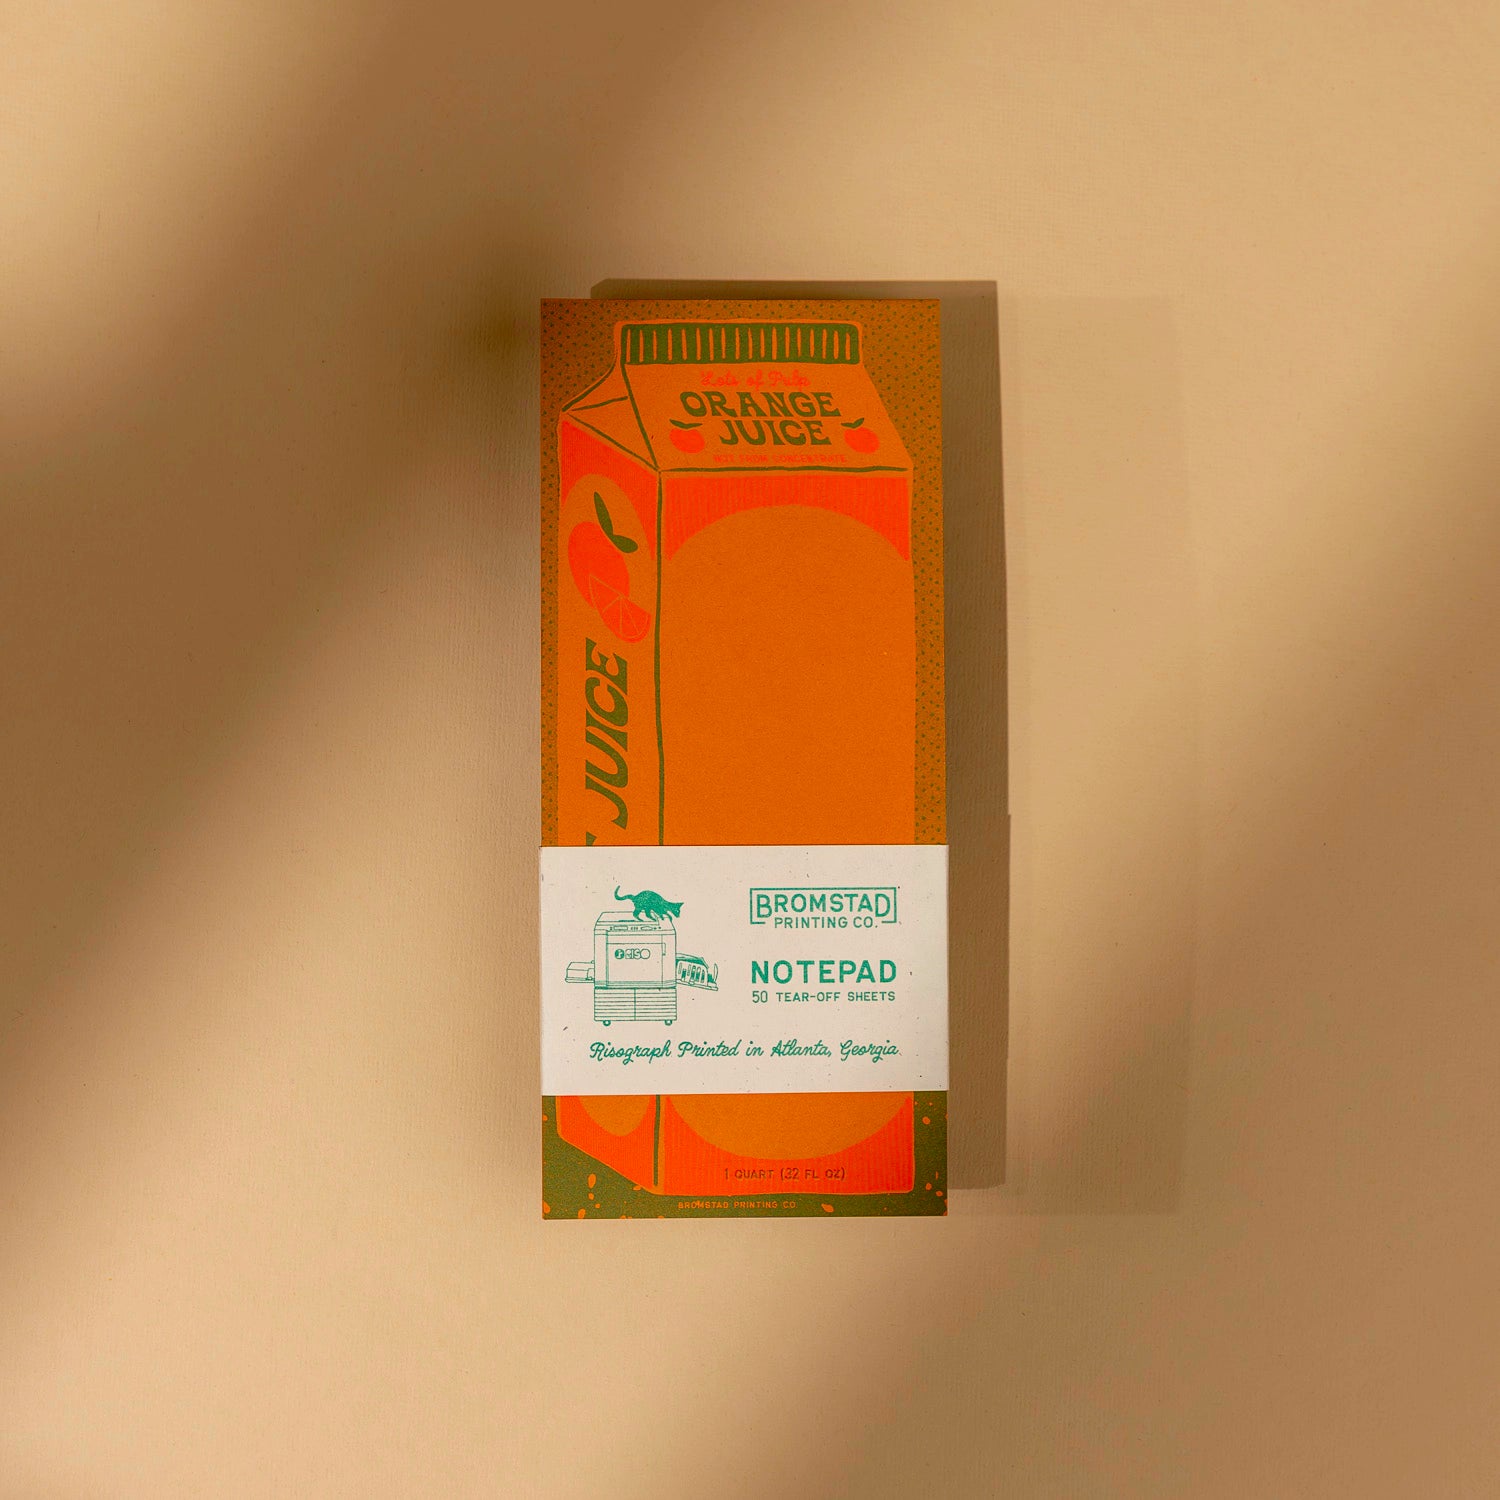 Lots of Pulp
ORANGE
JUICE
NOT FROM CONCENTRATE
JUICE
RISO
BROMSTAD
PRINTING CO.
NOTEPAD
50 TEAR-OFF SHEETS
Risograph Printed in Atlanta, Georgia
1 QUART (32 FL OZ)
BROMSTAD PRINTING CO.